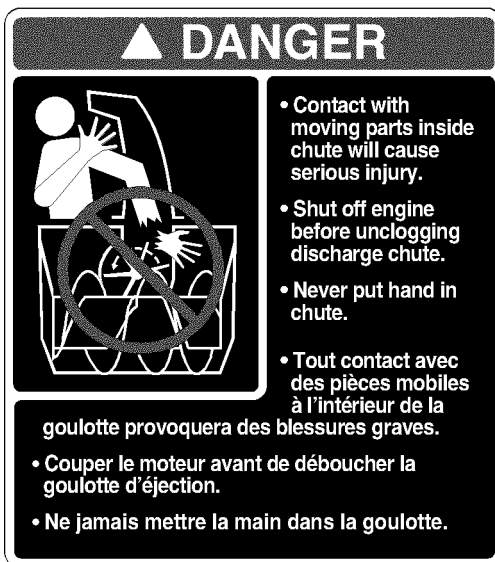 DANGER
• Contact with
moving parts inside
chute will cause
serious injury.
• Shut off engine
before unclogging
discharge chute.
• Never put hand in
chute.
• Tout contact avec
des pièces mobiles
à l'intérieur de la
goulotte provoquera des blessures graves.
• Couper le moteur avant de déboucher la
goulotte d'éjection.
• Ne jamais mettre la main dans la goulotte.